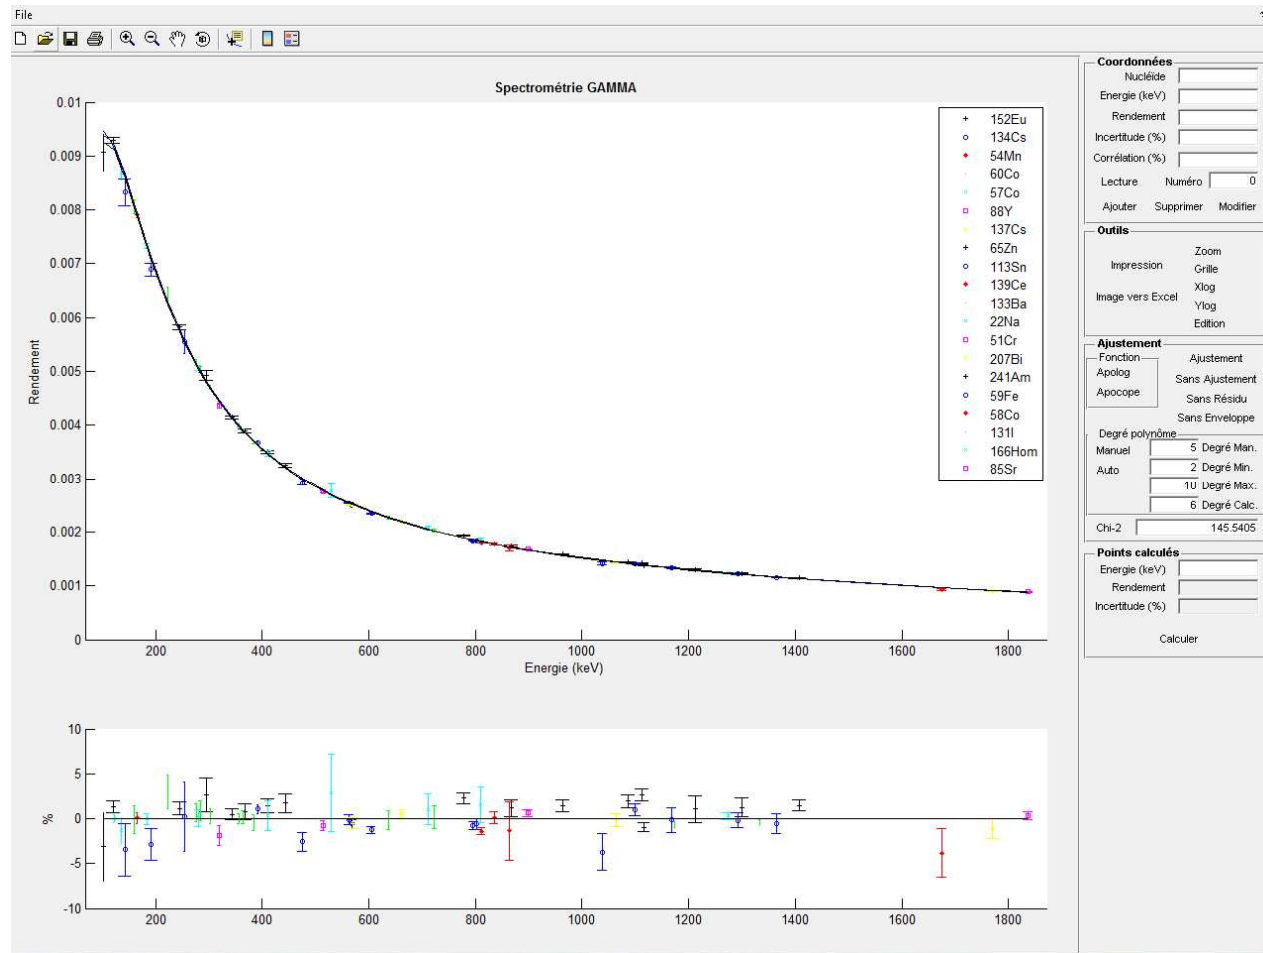 File
Spectrométrie GAMMA
0.01
0.009
0.008
0.007
0.006
0.005
0.004
0.003
0.002
0.001
0
Rendement
200 400 600 800 1000 1200 1400 1600 1800
Energie (keV)
152Eu
134Cs
54Mn
60Co
57Co
88Y
137Cs
65Zn
113Sn
139Ce
133Ba
22Na
51Cr
207Bi
241Am
59Fe
58Co
131I
166Hom
85Sr
10
5
0
-5
-10
%
200 400 600 800 1000 1200 1400 1600 1800
Coordonnées
Nucléïde
Energie (keV)
Rendement
Incertitude (%)
Corrélation (%)
Lecture Numéro 0
Ajouter Supprimer Modifier
Outils
Zoom
Impression
Grille
Xlog
Image vers Excel
Ylog
Edition
Ajustement
Fonction
Ajustement
Apolog
Sans Ajustement
Apocope
Sans Résidu
Sans Enveloppe
Degré polynôme
Manuel 5 Degré Man.
Auto 2 Degré Min.
10 Degré Max.
6 Degré Calc.
Chi-2 145.5405
Points calculés
Energie (keV)
Rendement
Incertitude (%)
Calculer